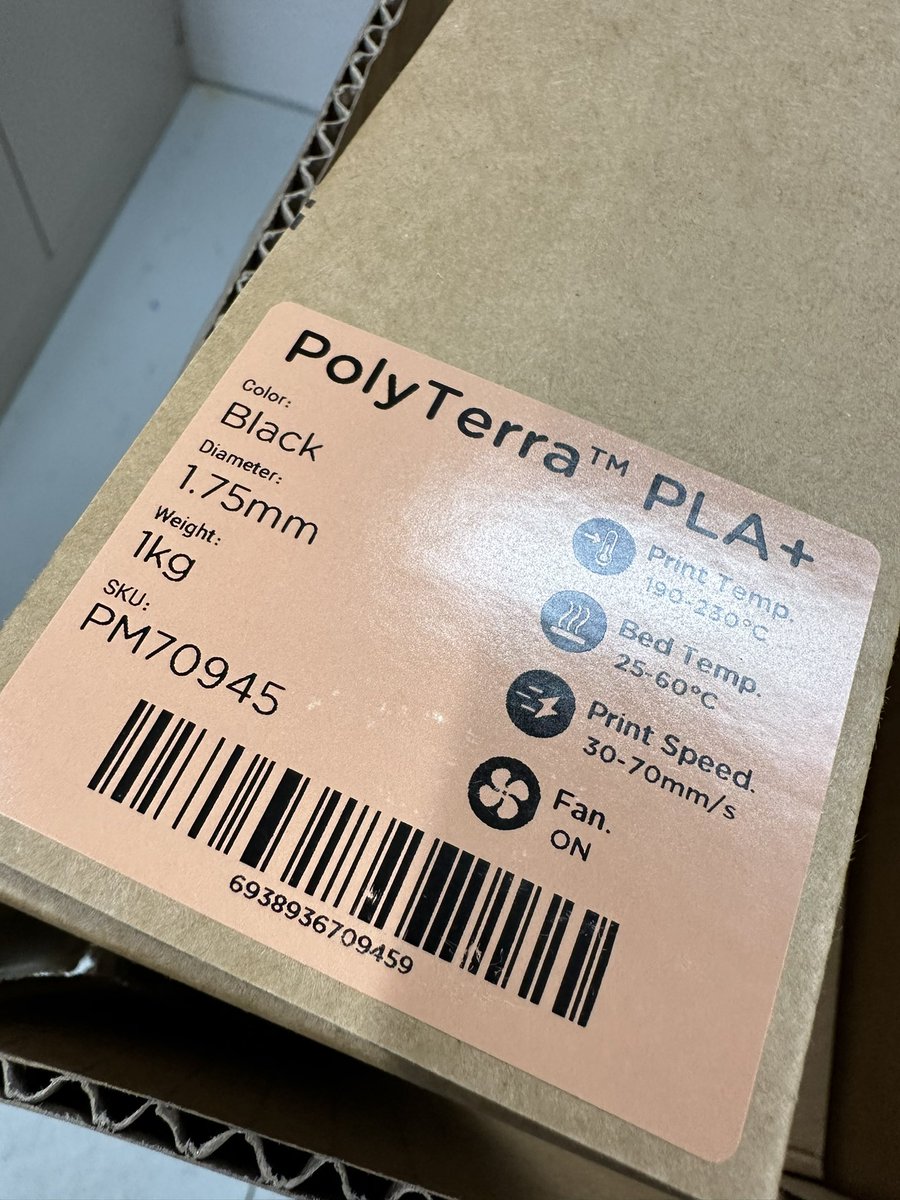 PolyTerra™ PLA+
Color:
Black
Diameter:
1.75mm
Weight:
1kg
SKU:
PM70945
Print Temp.
190-230°C
Bed Temp.
25-60°C
Print Speed.
30-70mm/s
Fan.
ON
6938936709459